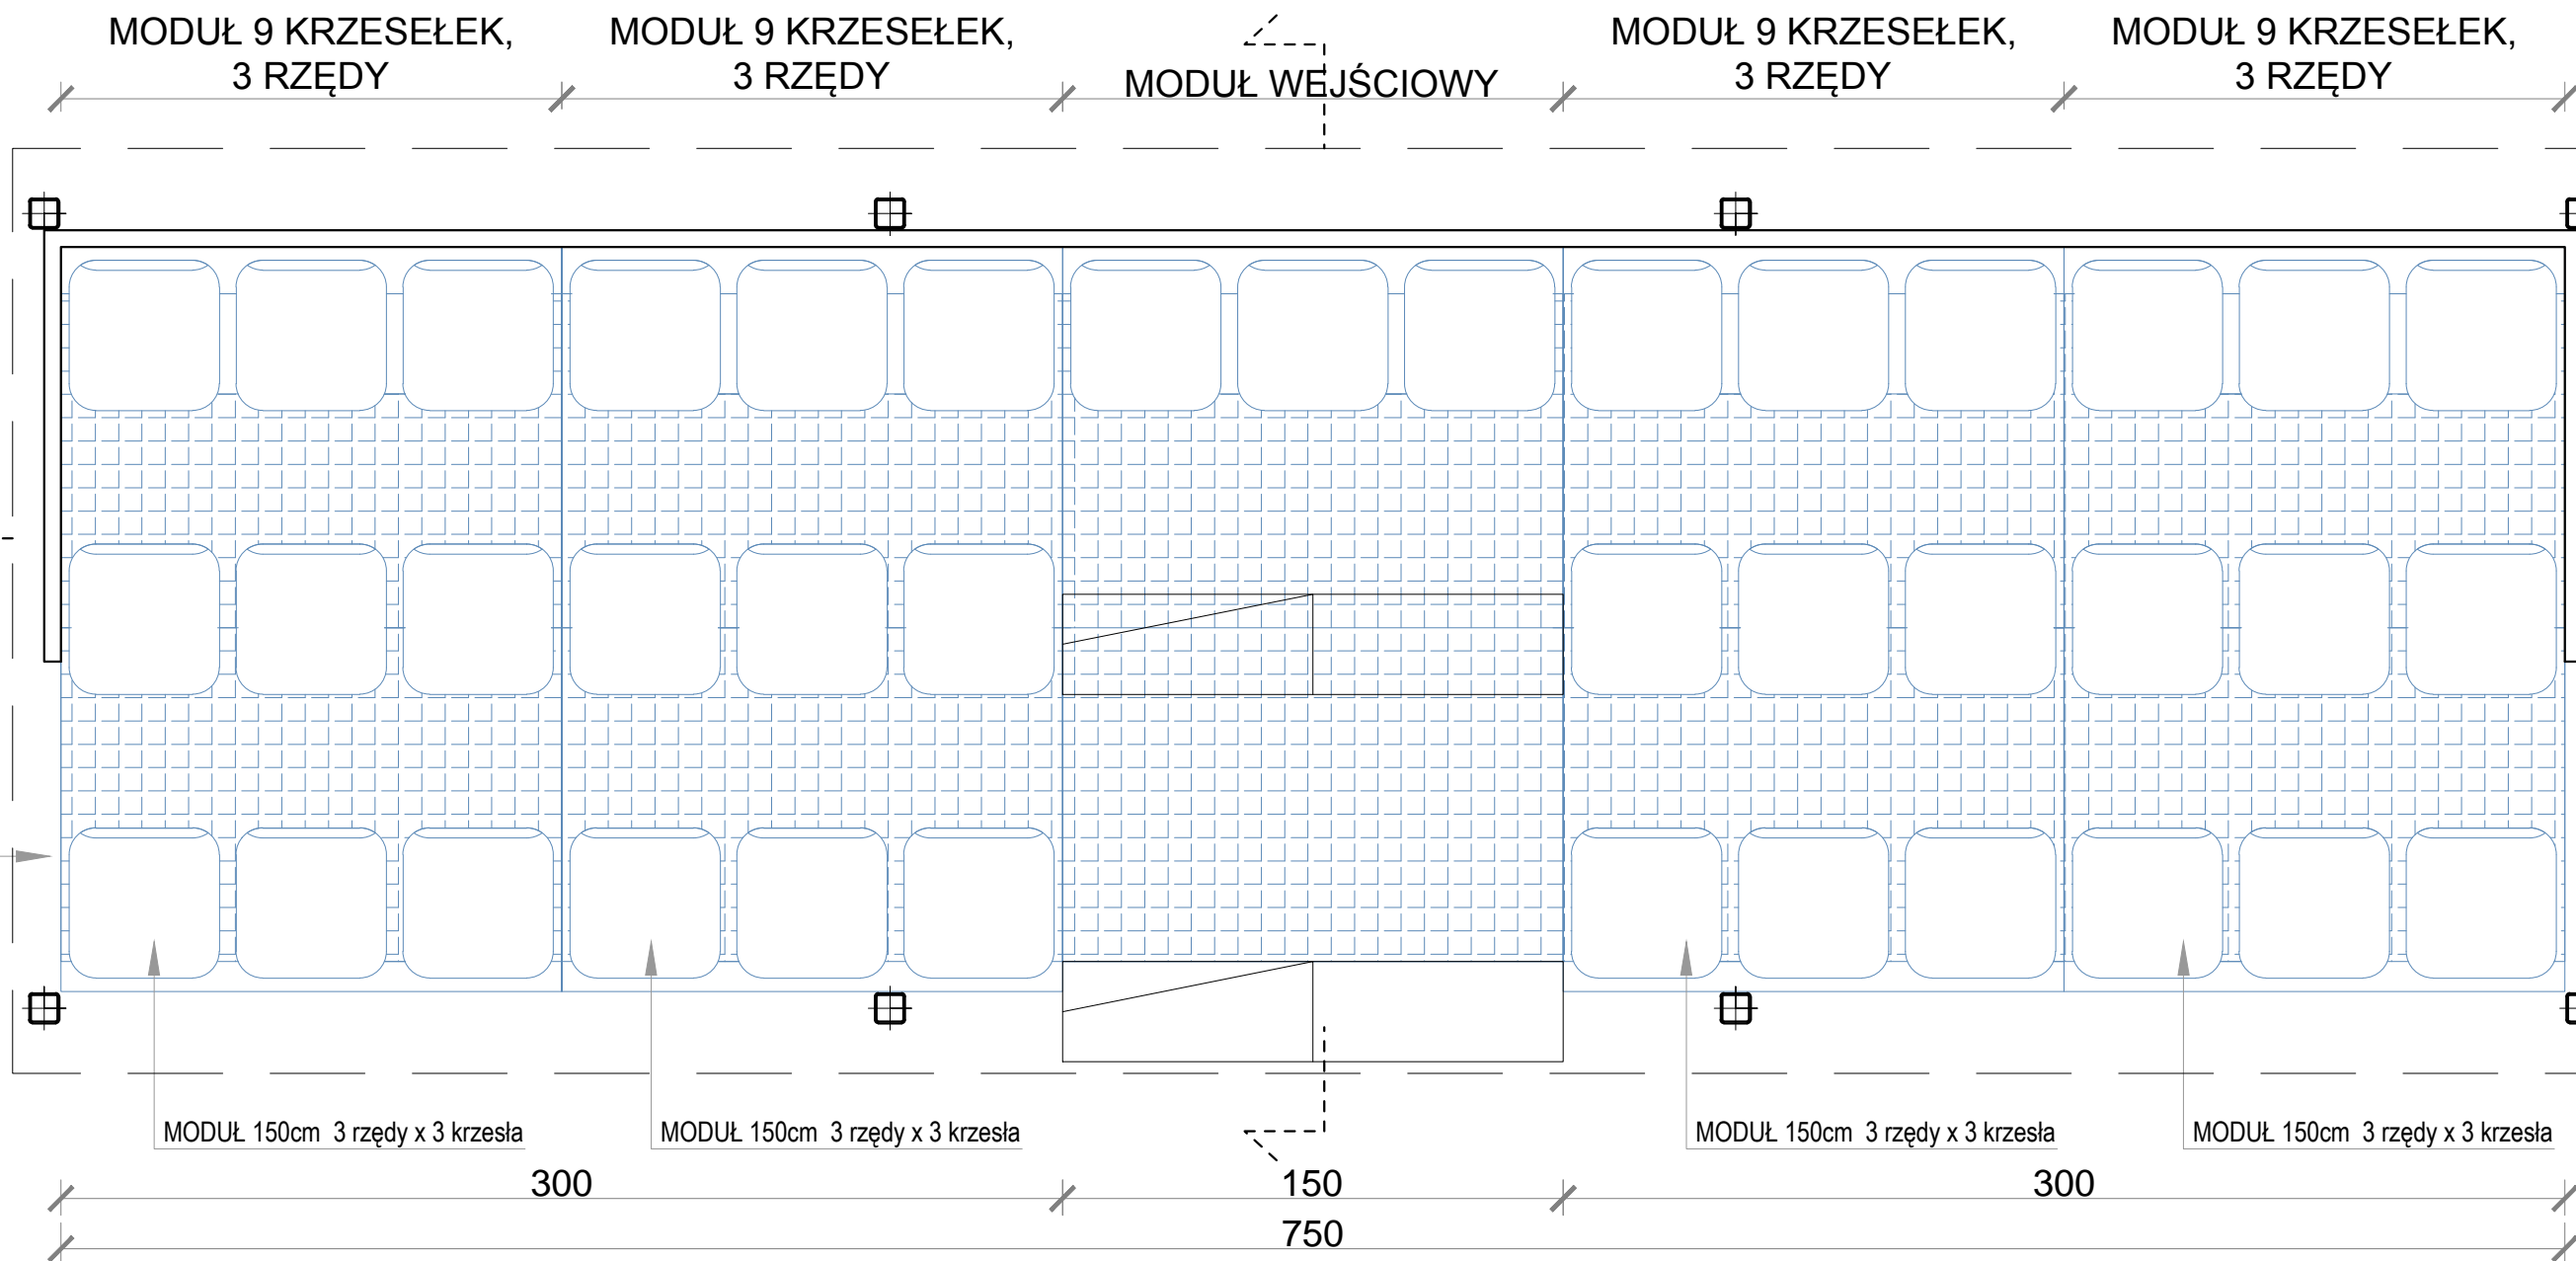 MODUŁ 9 KRZESEŁEK,
3 RZĘDY
MODUŁ 9 KRZESEŁEK,
3 RZĘDY
MODUŁ WEJŚCIOWY
MODUŁ 9 KRZESEŁEK,
3 RZĘDY
MODUŁ 9 KRZESEŁEK,
3 RZĘDY
MODUŁ 150cm 3 rzędy x 3 krzesła
MODUŁ 150cm 3 rzędy x 3 krzesła
MODUŁ 150cm 3 rzędy x 3 krzesła
MODUŁ 150cm 3 rzędy x 3 krzesła
300
150
300
750